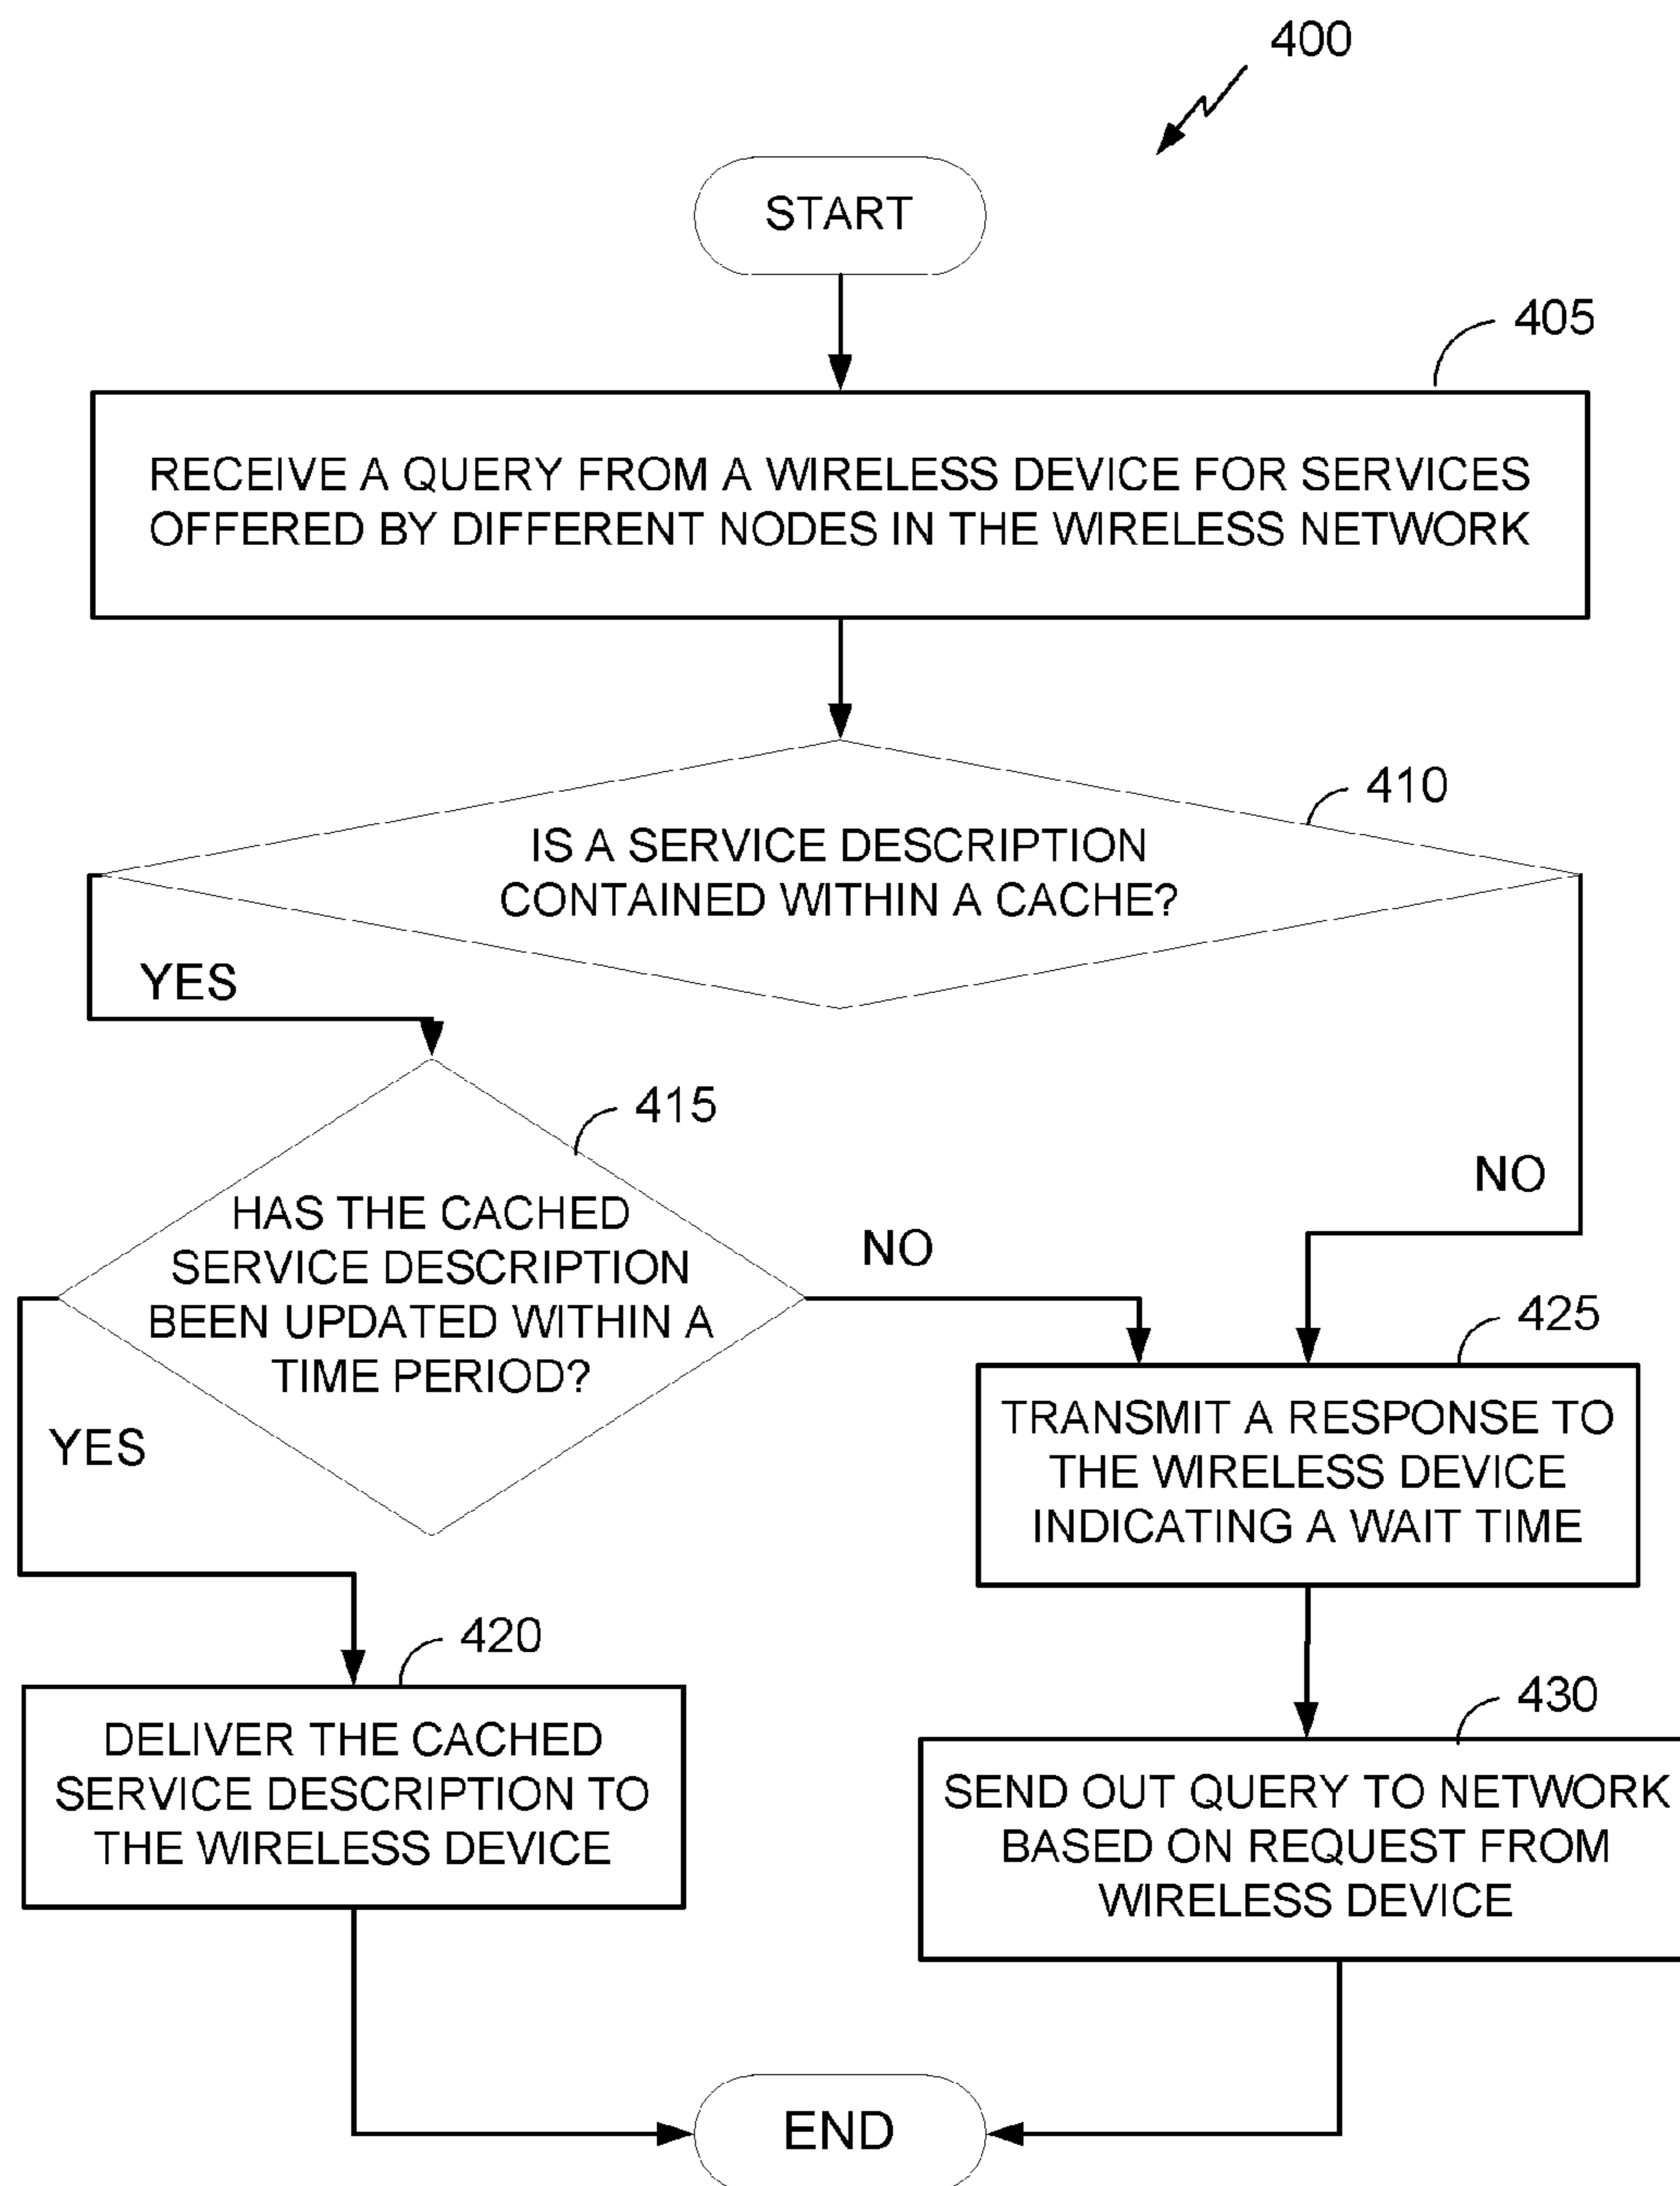 400
START
405
RECEIVE A QUERY FROM A WIRELESS DEVICE FOR SERVICES
OFFERED BY DIFFERENT NODES IN THE WIRELESS NETWORK
410
IS A SERVICE DESCRIPTION
CONTAINED WITHIN A CACHE?
YES
415
NO
HAS THE CACHED
SERVICE DESCRIPTION
BEEN UPDATED WITHIN A
TIME PERIOD?
NO
YES
425
TRANSMIT A RESPONSE TO
THE WIRELESS DEVICE
INDICATING A WAIT TIME
420
DELIVER THE CACHED
SERVICE DESCRIPTION TO
THE WIRELESS DEVICE
430
SEND OUT QUERY TO NETWORK
BASED ON REQUEST FROM
WIRELESS DEVICE
END